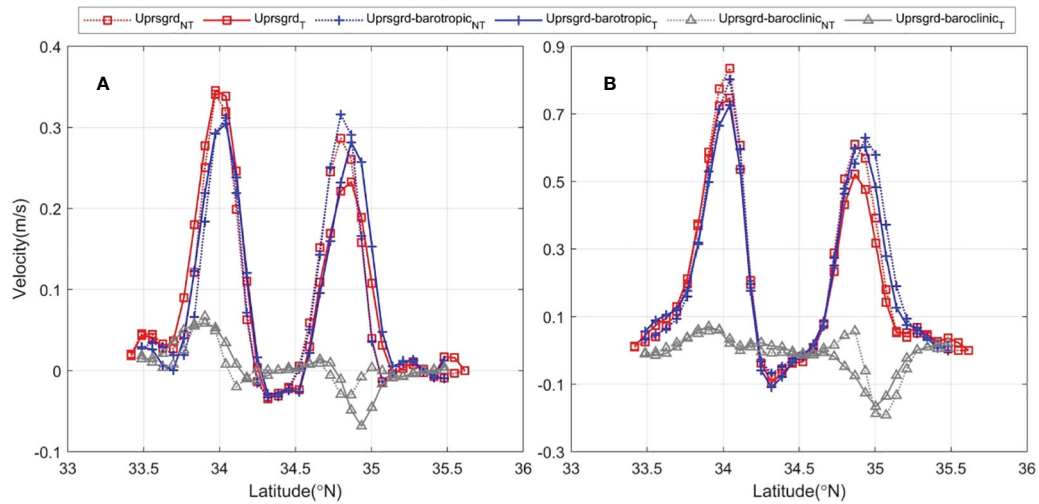 Uprsgrd_NT Uprsgrd_T Uprsgrd-barotropic_NT Uprsgrd-barotropic_T Uprsgrd-baroclinic_NT Uprsgrd-baroclinic_T
A
B
Velocity(m/s)
0.4
0.3
0.2
0.1
0
-0.1
33 33.5 34 34.5 35 35.5 36
Latitude(°N)
0.9
0.7
0.5
0.3
0.1
-0.1
-0.3
33 33.5 34 34.5 35 35.5 36
Latitude(°N)